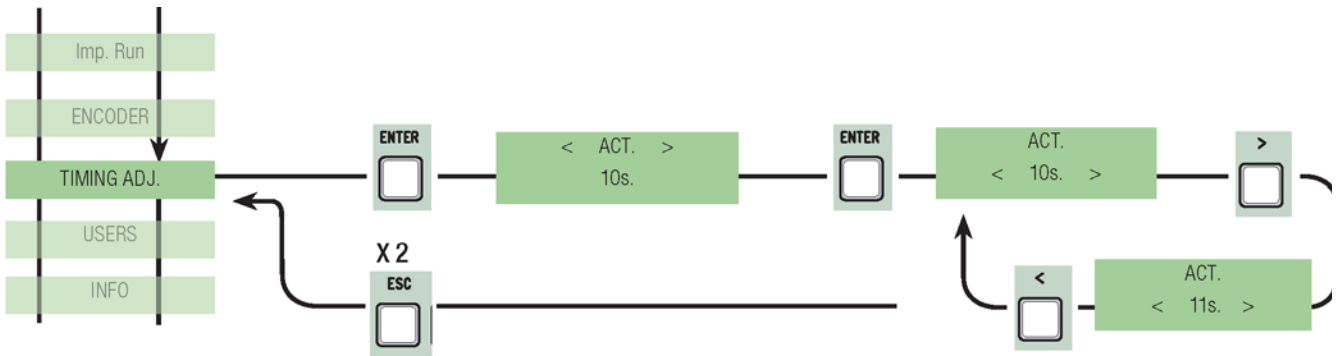 Imp. Run
ENCODER
TIMING ADJ.
USERS
INFO
ENTER
< ACT. >
10s.
ENTER
ACT.
< 10s. >
>
X 2
ESC
<
ACT.
< 11s. >